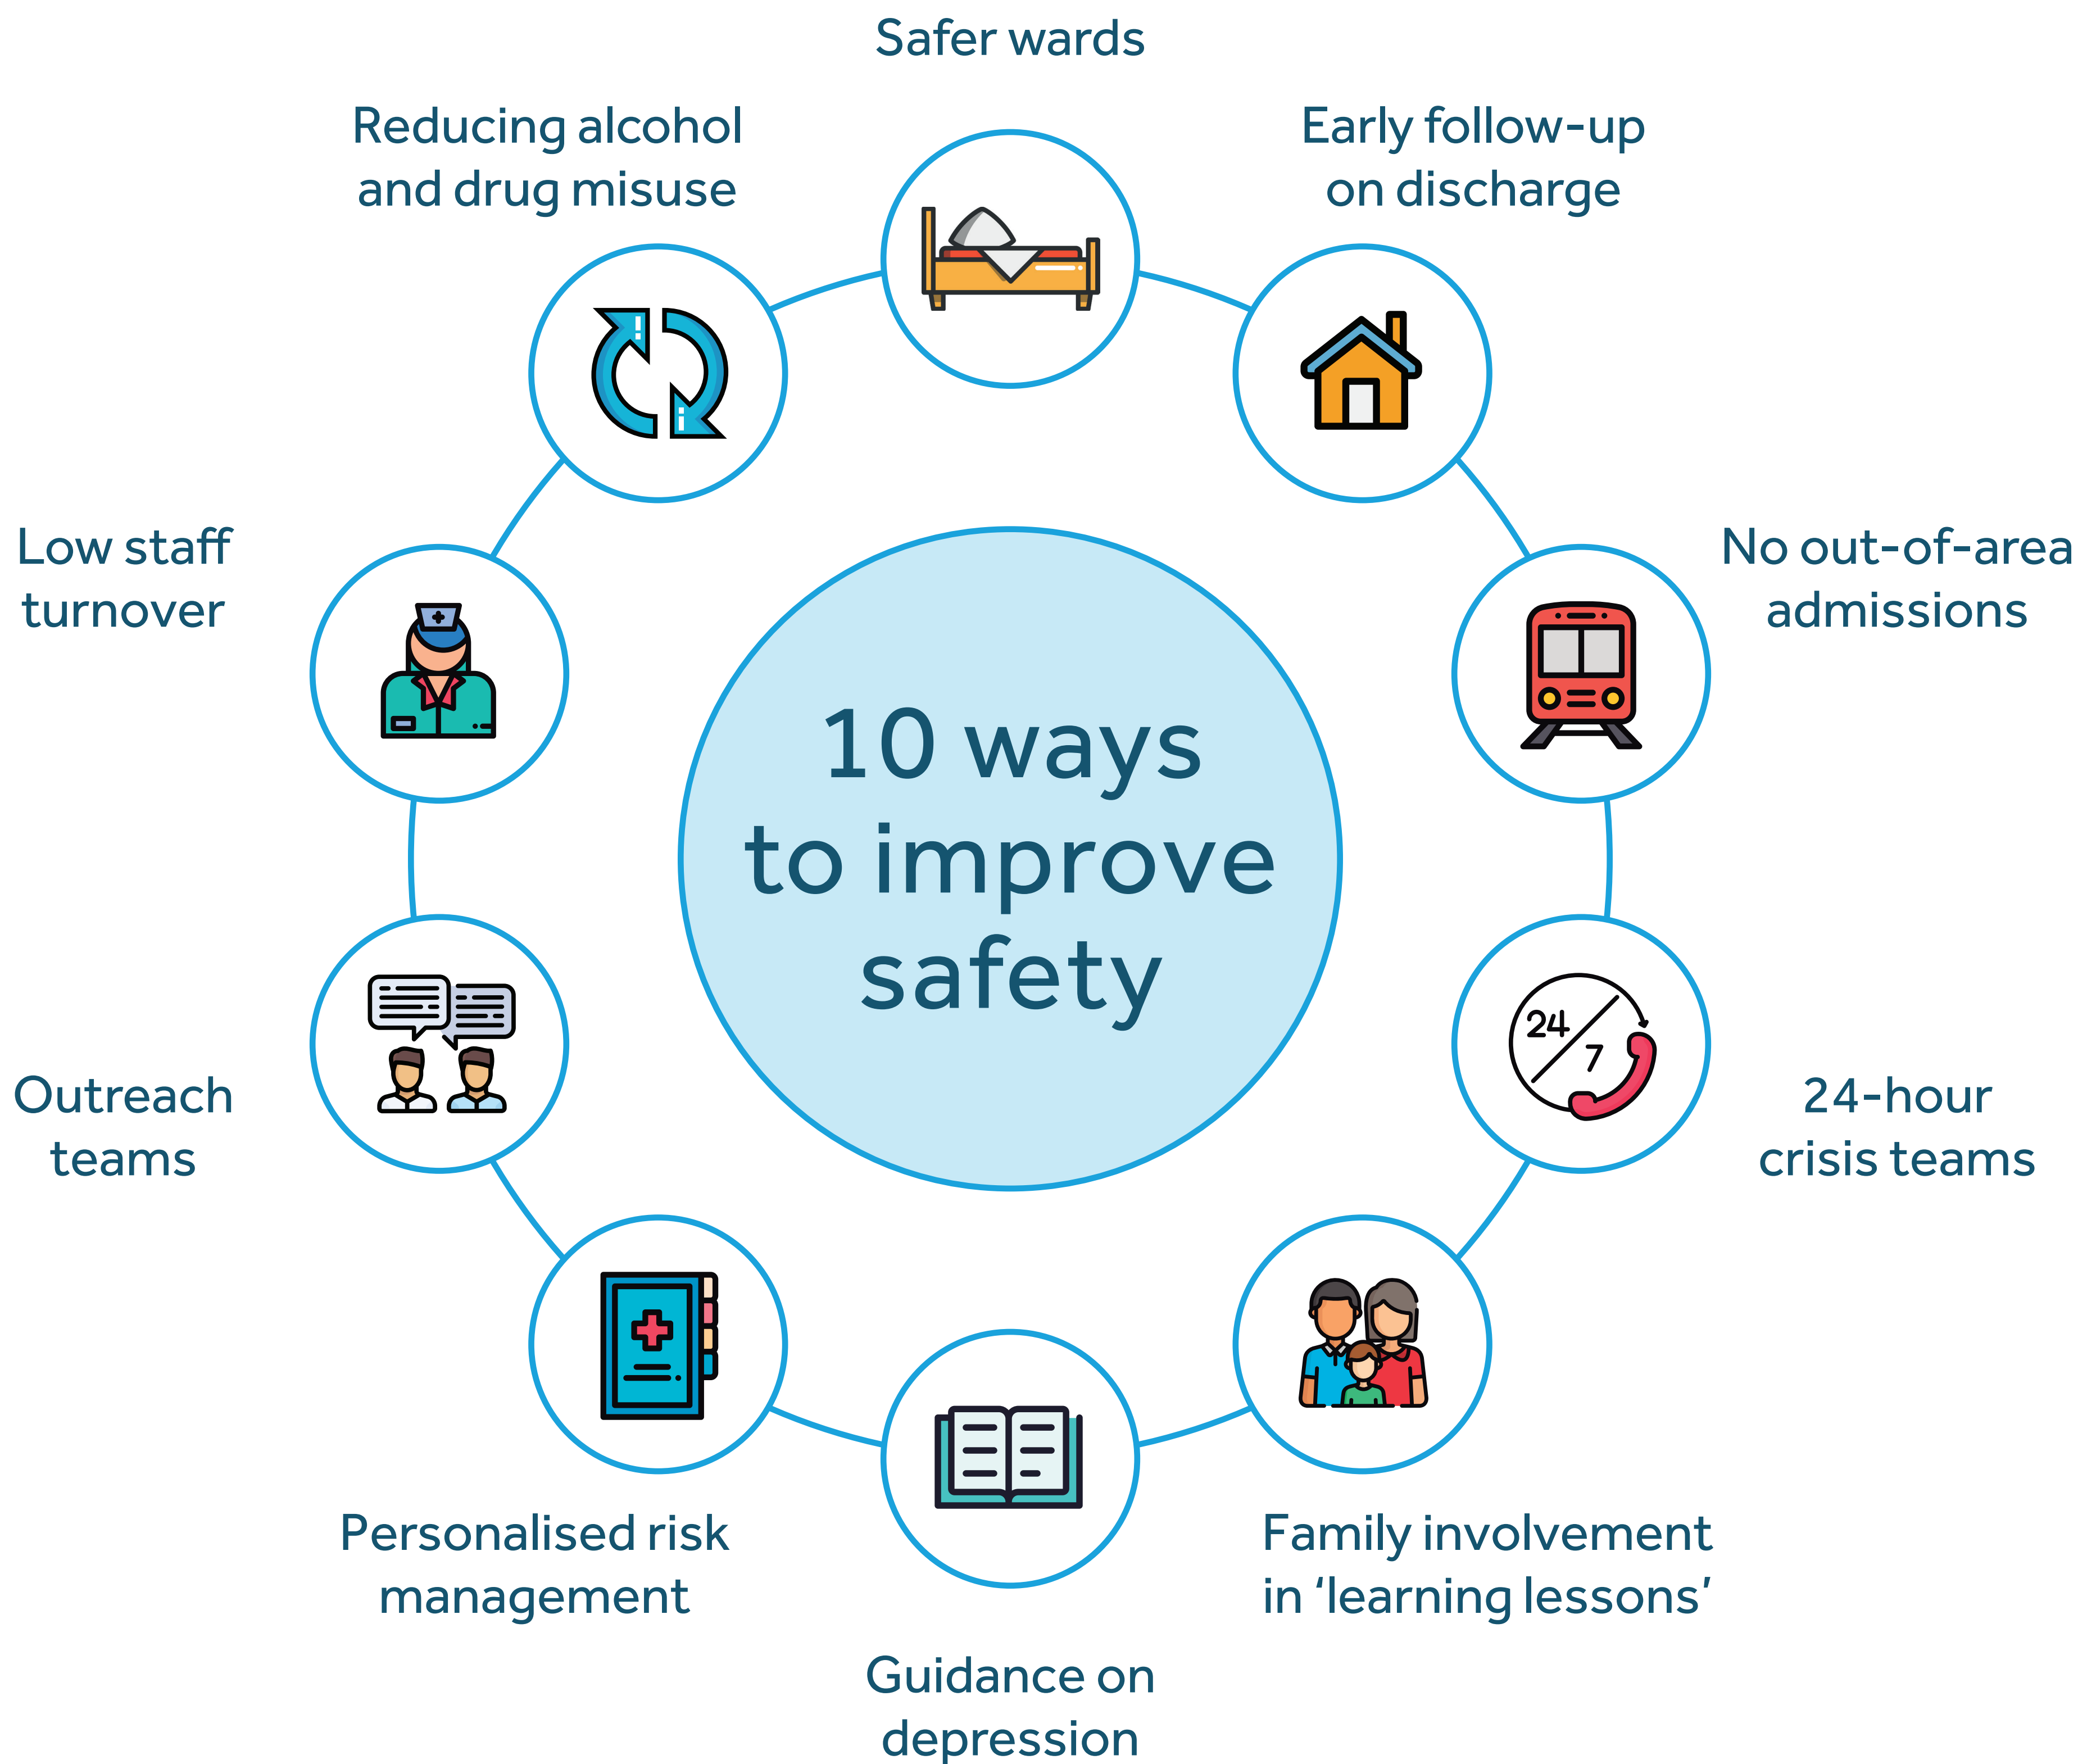 Safer wards
Early follow-up
on discharge
No out-of-area
admissions
24-hour
crisis teams
Family involvement
in ‘learning lessons’
Guidance on
depression
Personalised risk
management
Outreach
teams
Low staff
turnover
Reducing alcohol
and drug misuse
10 ways
to improve
safety
24
7